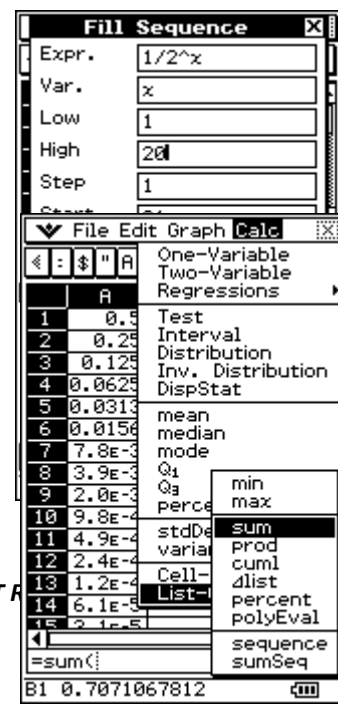 Fill Sequence
Expr. 1/2^x
Var. x
Low 1
High 20
Step 1
File Edit Graph Calc
: $ " A
One-Variable
Two-Variable
Regressions
Test
Interval
Distribution
Inv. Distribution
DispStat
mean
median
mode
Q1
Q3
min
max
sum
prod
cuml
⊿list
percent
polyEval
sequence
sumSeq
A
1 0.5
2 0.25
3 0.125
4 0.0625
5 0.0313
6 0.0156
7 7.8E-3
8 3.9E-3
9 2.0E-3
10 9.8E-4
11 4.9E-4
12 2.4E-4
13 1.2E-4
14 6.1E-5
=sum(
B1 0.7071067812